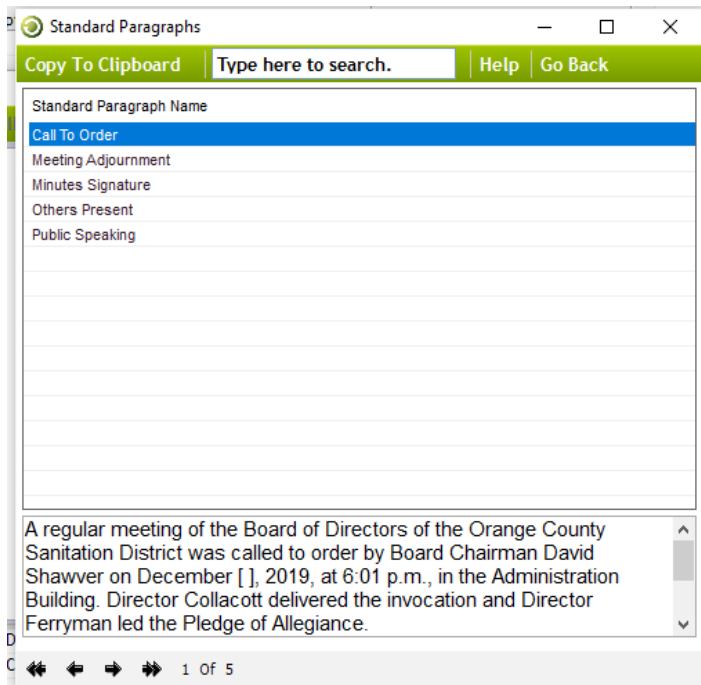 Standard Paragraphs
Copy To Clipboard Type here to search. Help Go Back
Standard Paragraph Name
Call To Order
Meeting Adjournment
Minutes Signature
Others Present
Public Speaking
A regular meeting of the Board of Directors of the Orange County
Sanitation District was called to order by Board Chairman David
Shawver on December [ ], 2019, at 6:01 p.m., in the Administration
Building. Director Collacott delivered the invocation and Director
Ferryman led the Pledge of Allegiance.
1 Of 5